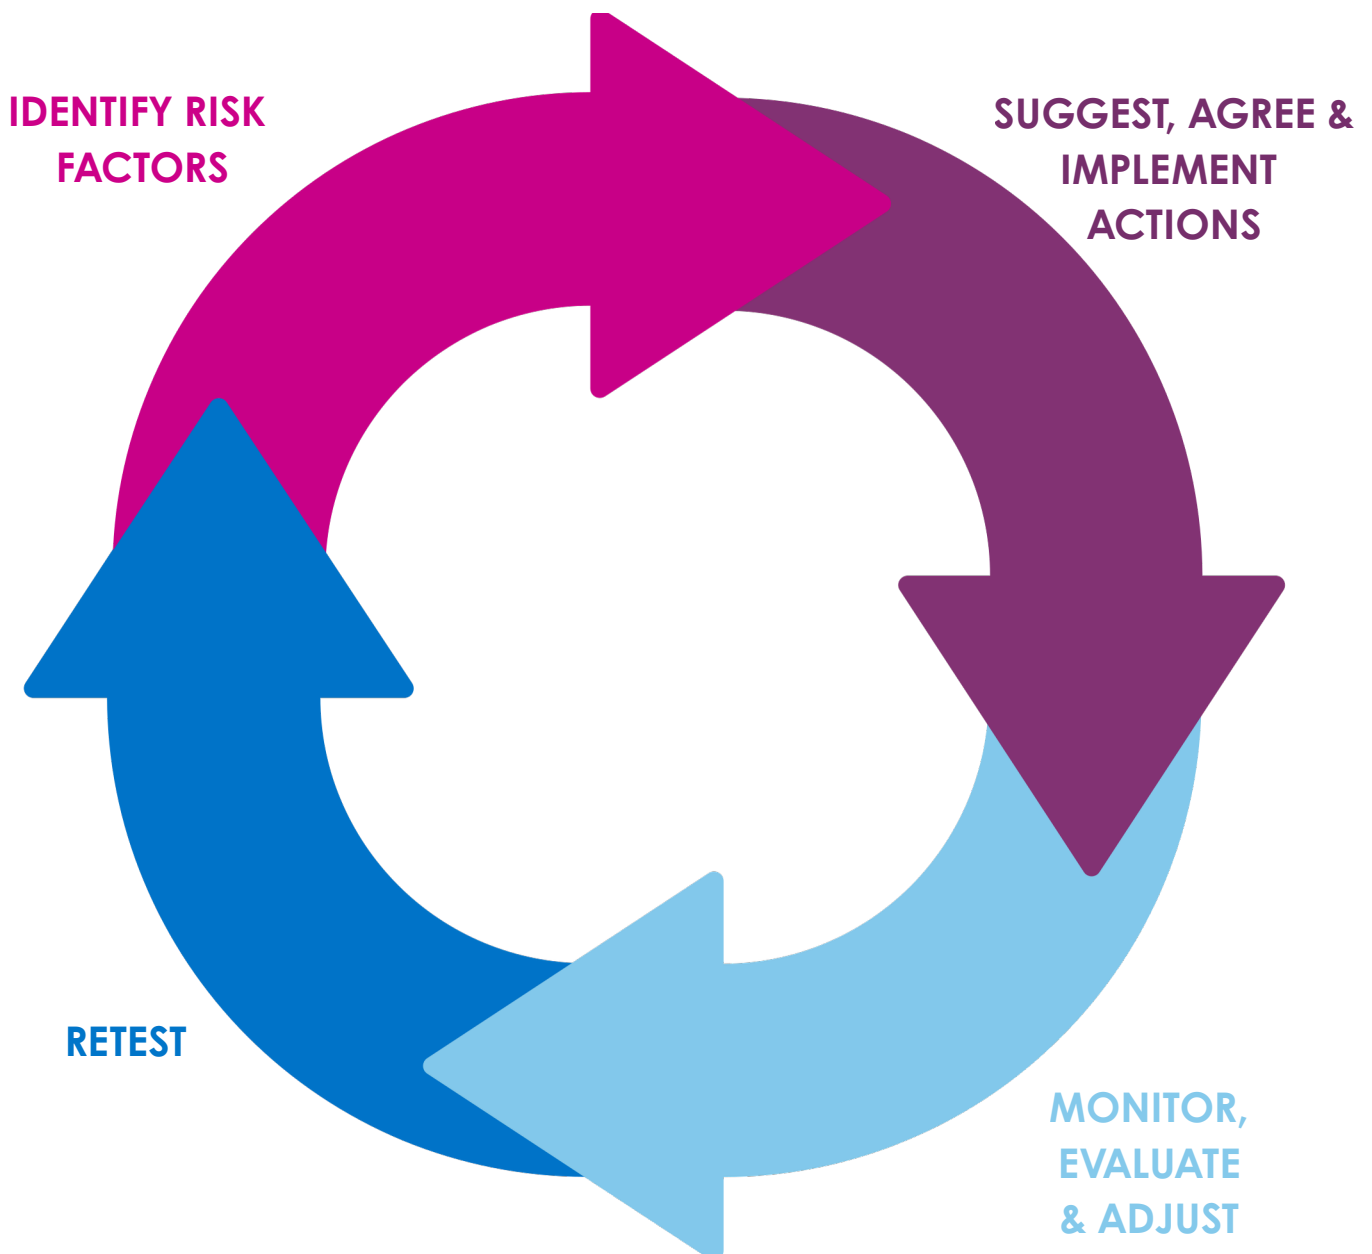 IDENTIFY RISK
FACTORS
SUGGEST, AGREE &
IMPLEMENT
ACTIONS
MONITOR,
EVALUATE
& ADJUST
RETEST